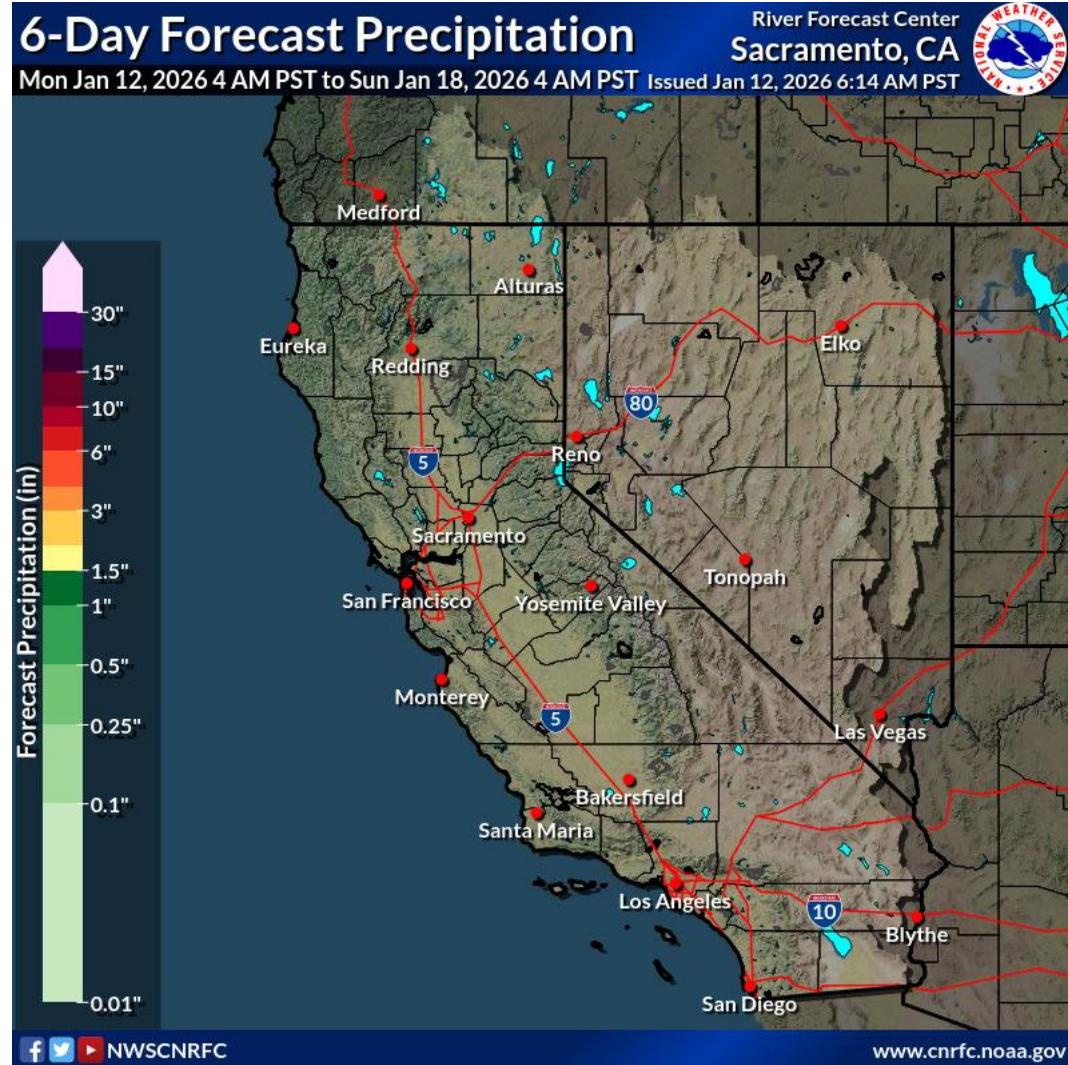 6-Day Forecast Precipitation
Mon Jan 12, 2026 4 AM PST to Sun Jan 18, 2026 4 AM PST
River Forecast Center
Sacramento, CA
Issued Jan 12, 2026 6:14 AM PST
NATIONAL WEATHER SERVICE
Forecast Precipitation (in)
30"
15"
10"
6"
3"
1.5"
1"
0.5"
0.25"
0.1"
0.01"
Medford
Alturas
Eureka
Redding
Elko
80
Reno
5
Sacramento
San Francisco
Yosemite Valley
Tonopah
Monterey
5
Las Vegas
Bakersfield
Santa Maria
Los Angeles
10
Blythe
San Diego
NWSCNRFC
www.cnrfc.noaa.gov